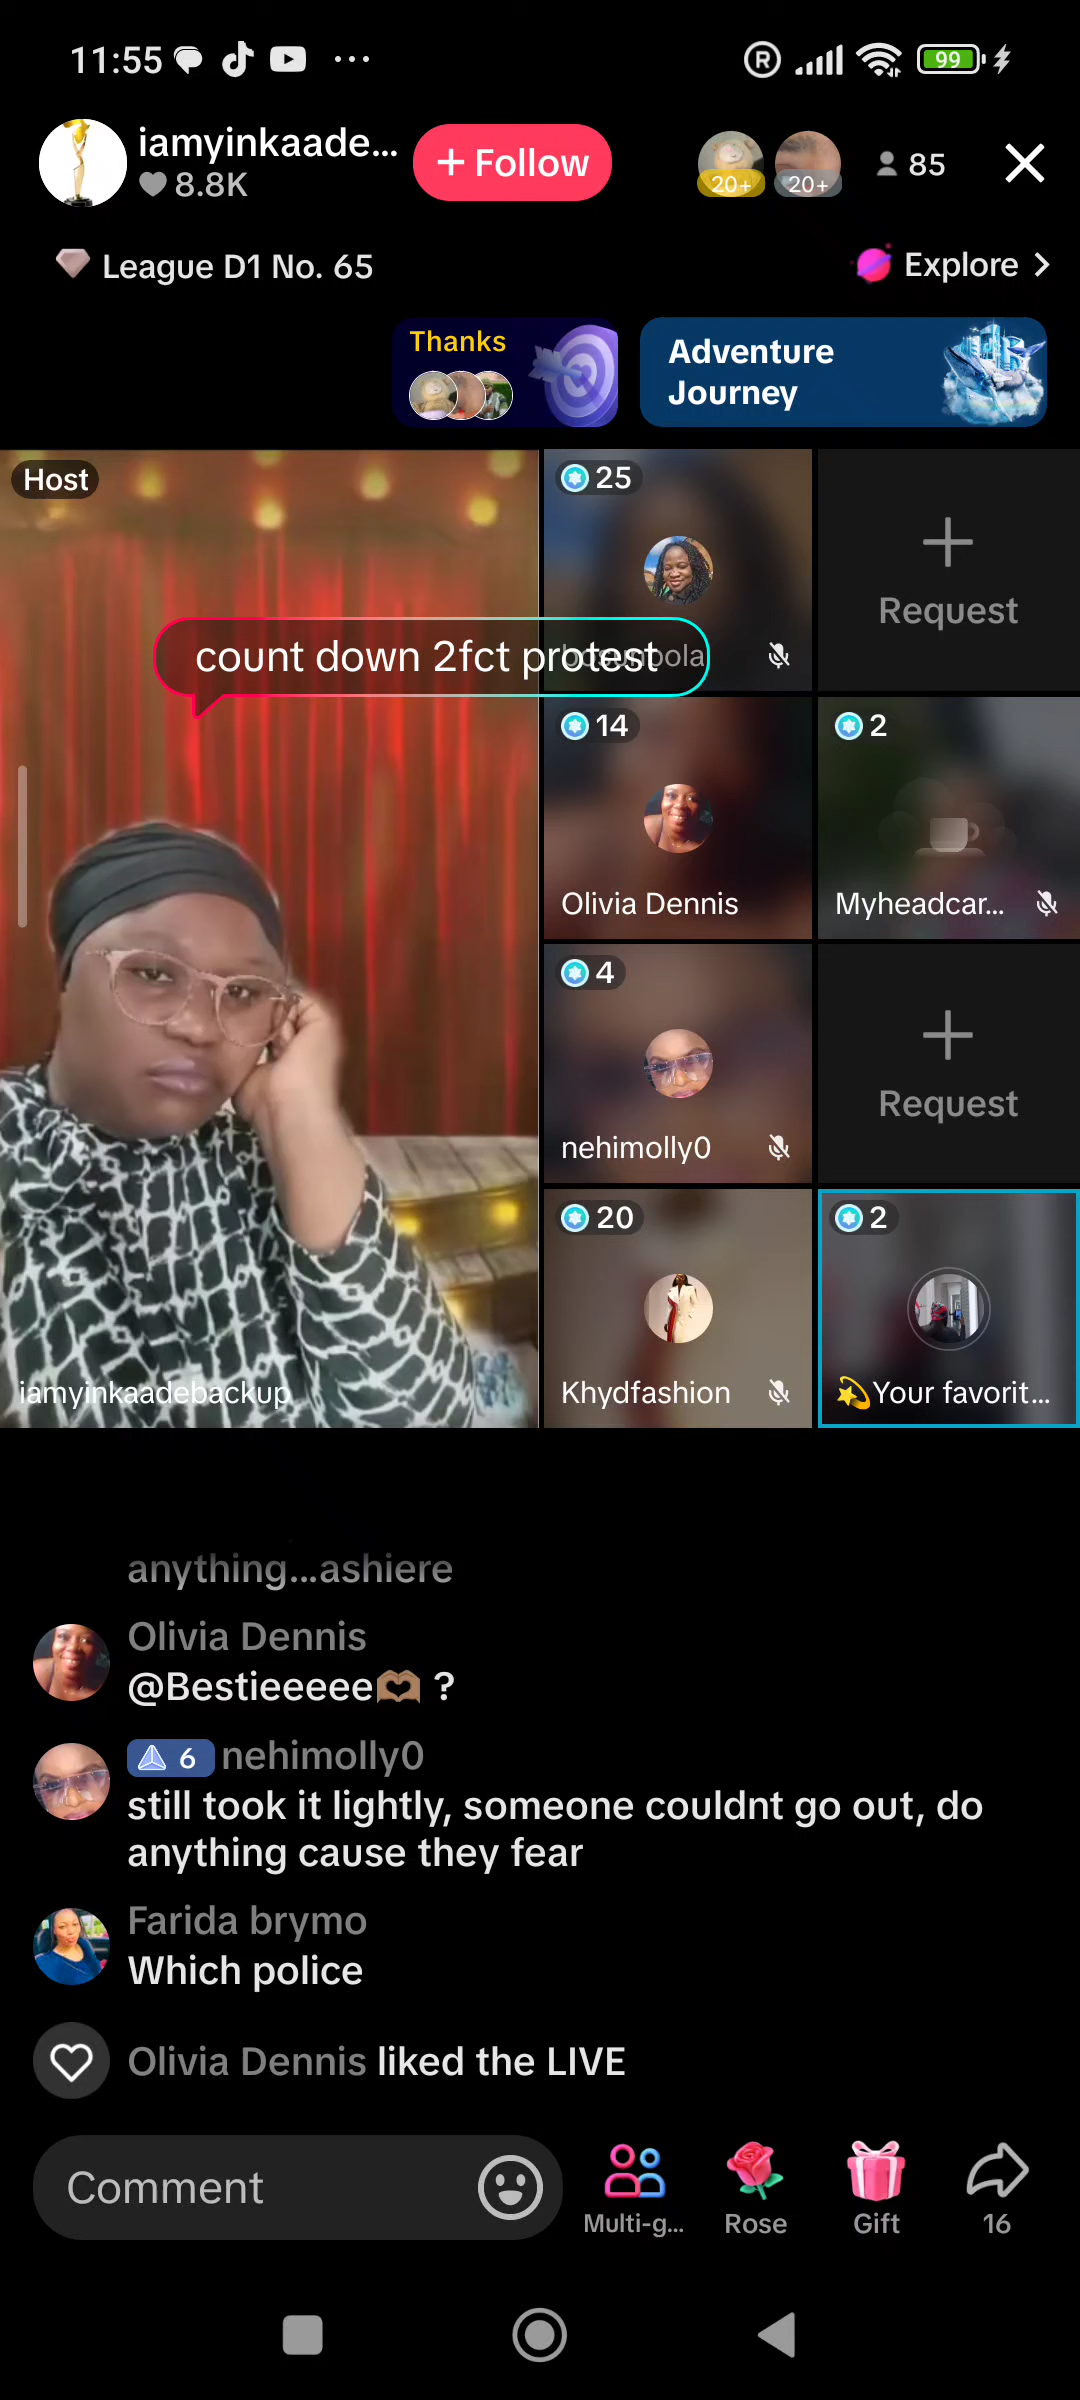 11:55
99
iamyinkaade...
8.8K
+ Follow
20+
20+
85
League D1 No. 65
Explore
Thanks
Adventure
Journey
Host
25
Request
count down 2fct protest
14
Olivia Dennis
2
Myheadcar...
4
nehimolly0
Request
20
Khydfashion
2
💫Your favorit...
iamyinkaadebackup
anything...ashiere
Olivia Dennis
@Bestieeeee🫶🏽 ?
6 nehimolly0
still took it lightly, someone couldnt go out, do
anything cause they fear
Farida brymo
Which police
Olivia Dennis liked the LIVE
Comment
Multi-g...
Rose
Gift
16